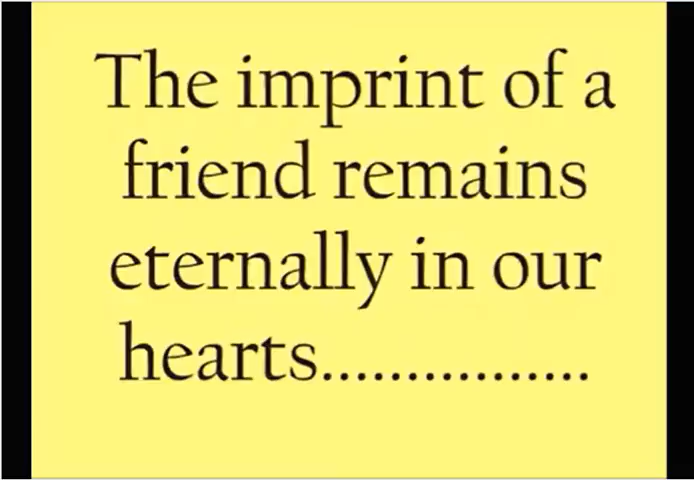 The imprint of a
friend remains
eternally in our
hearts................